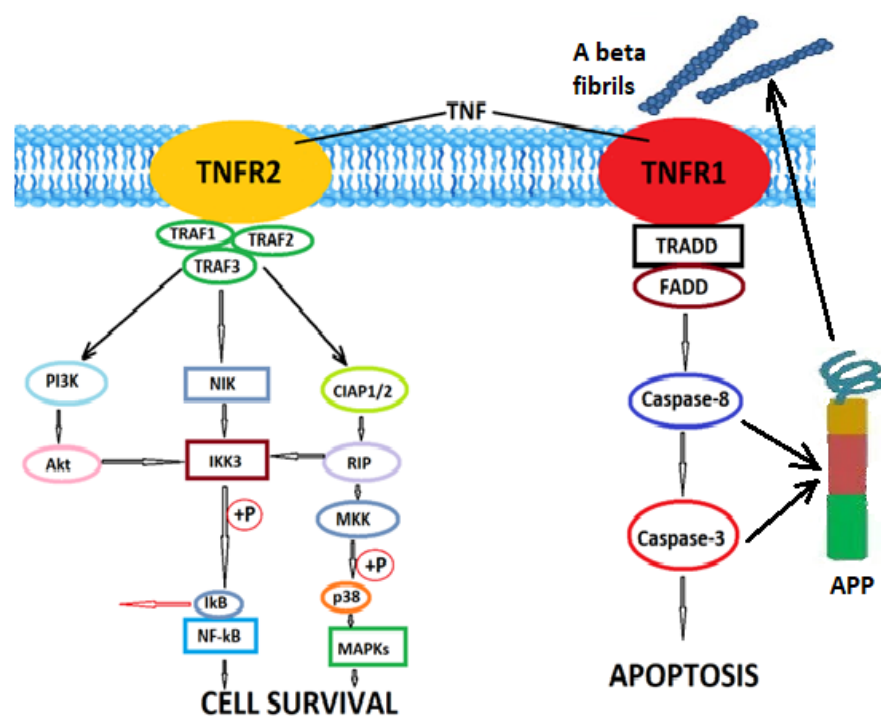 A beta
fibrils
TNF
TNFR2
TNFR1
TRAF1
TRAF2
TRAF3
TRADD
FADD
PI3K
NIK
CIAP1/2
Caspase-8
Akt
IKK3
RIP
+P
MKK
Caspase-3
+P
p38
IkB
NF-kB
MAPKs
APP
CELL SURVIVAL
APOPTOSIS